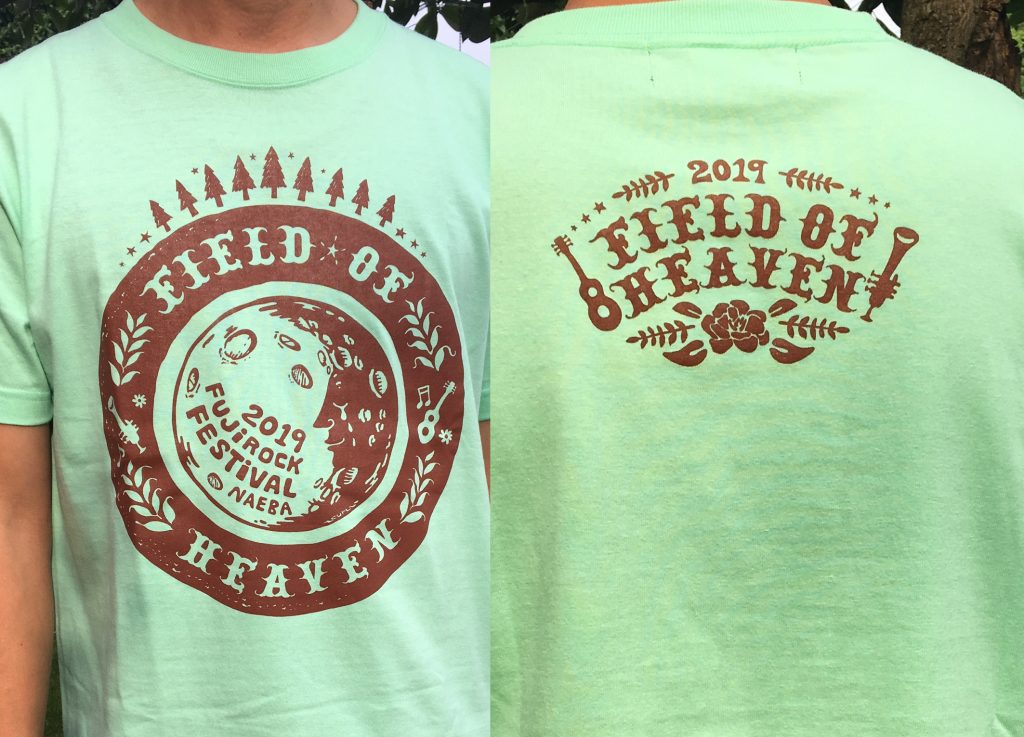 FIELD OF
2019
FUJiROCK
FESTiVAL
NAEBA
HEAVEN
2019
FIELD OF
HEAVEN